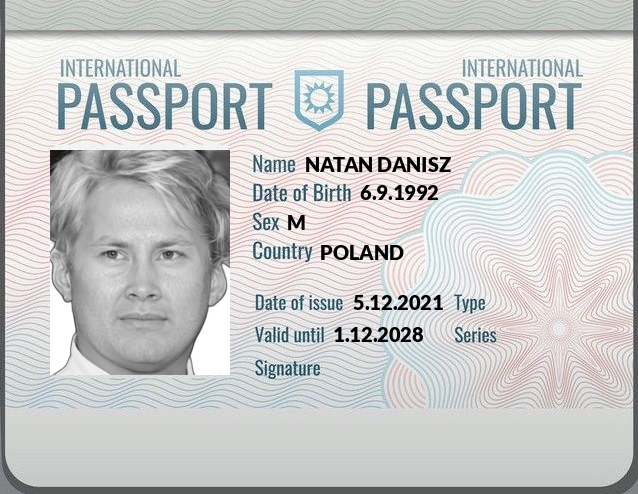 INTERNATIONAL INTERNATIONAL
PASSPORT PASSPORT
Name NATAN DANISZ
Date of Birth 6.9.1992
Sex M
Country POLAND
Date of issue 5.12.2021 Type
Valid until 1.12.2028 Series
Signature